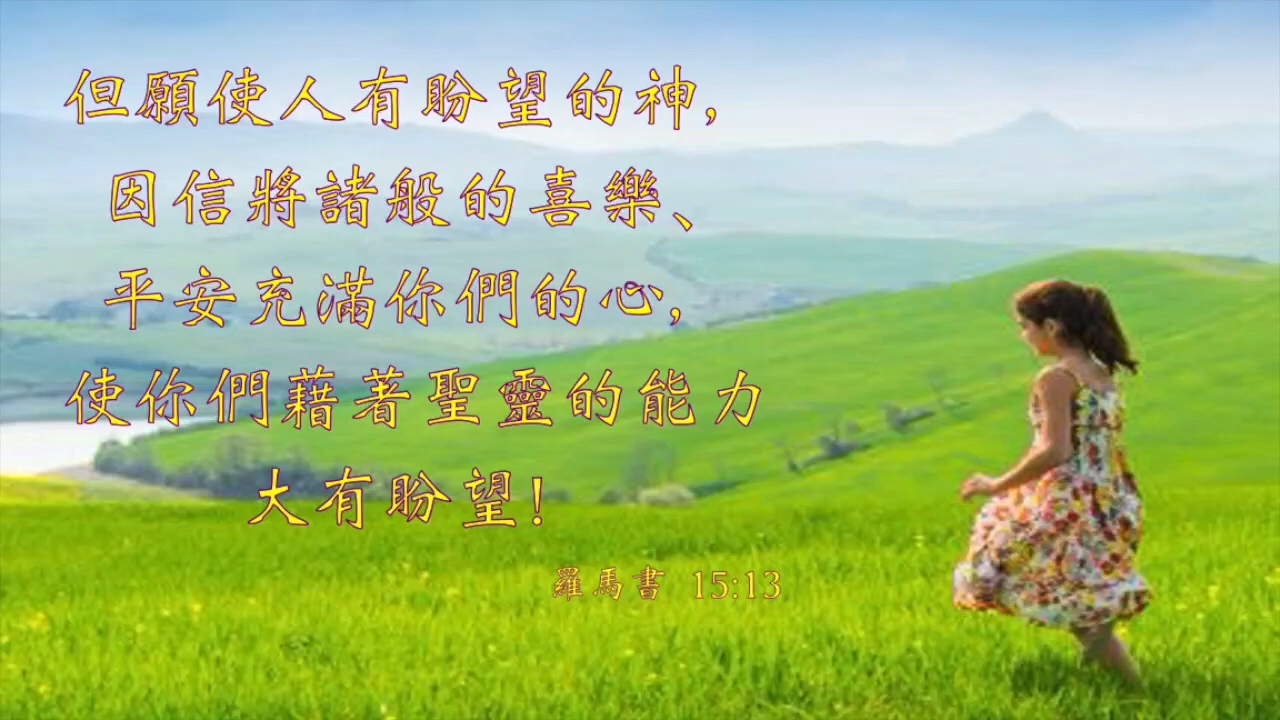 但願使人有盼望的神,
因信將諸般的喜樂、
平安充滿你們的心,
使你們藉著聖靈的能力
大有盼望!
羅馬書 15:13